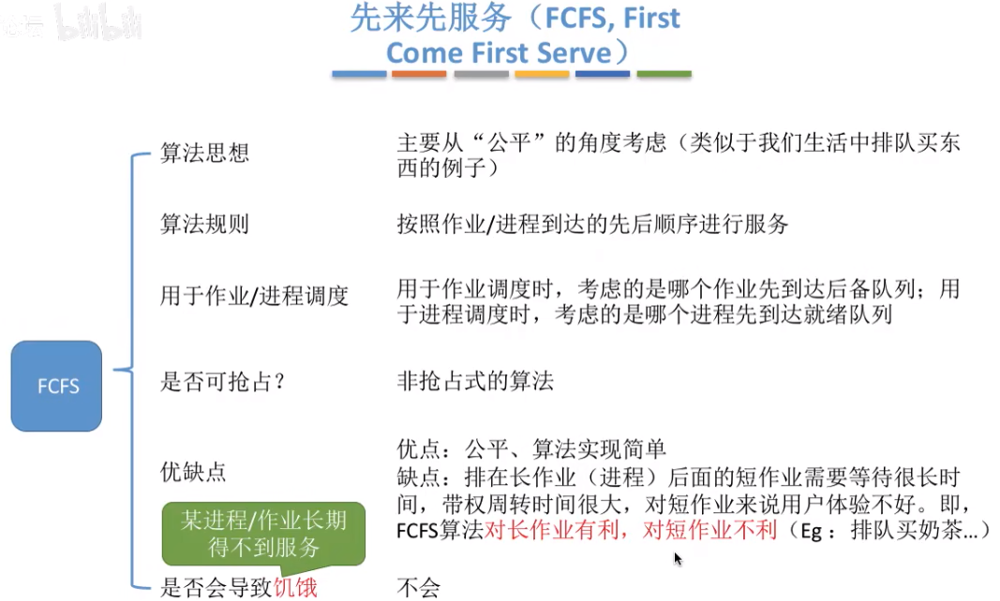 bilibili
先来先服务（FCFS, First
Come First Serve）
算法思想
主要从“公平”的角度考虑（类似于我们生活中排队买东
西的例子）
算法规则
按照作业/进程到达的先后顺序进行服务
用于作业/进程调度
用于作业调度时，考虑的是哪个作业先到达后备队列；用
于进程调度时，考虑的是哪个进程先到达就绪队列
FCFS
是否可抢占？
非抢占式的算法
优缺点
优点：公平、算法实现简单
缺点：排在长作业（进程）后面的短作业需要等待很长时
间，带权周转时间很大，对短作业来说用户体验不好。即，
FCFS算法对长作业有利，对短作业不利（Eg：排队买奶茶...）
某进程/作业长期
得不到服务
是否会导致饥饿
不会